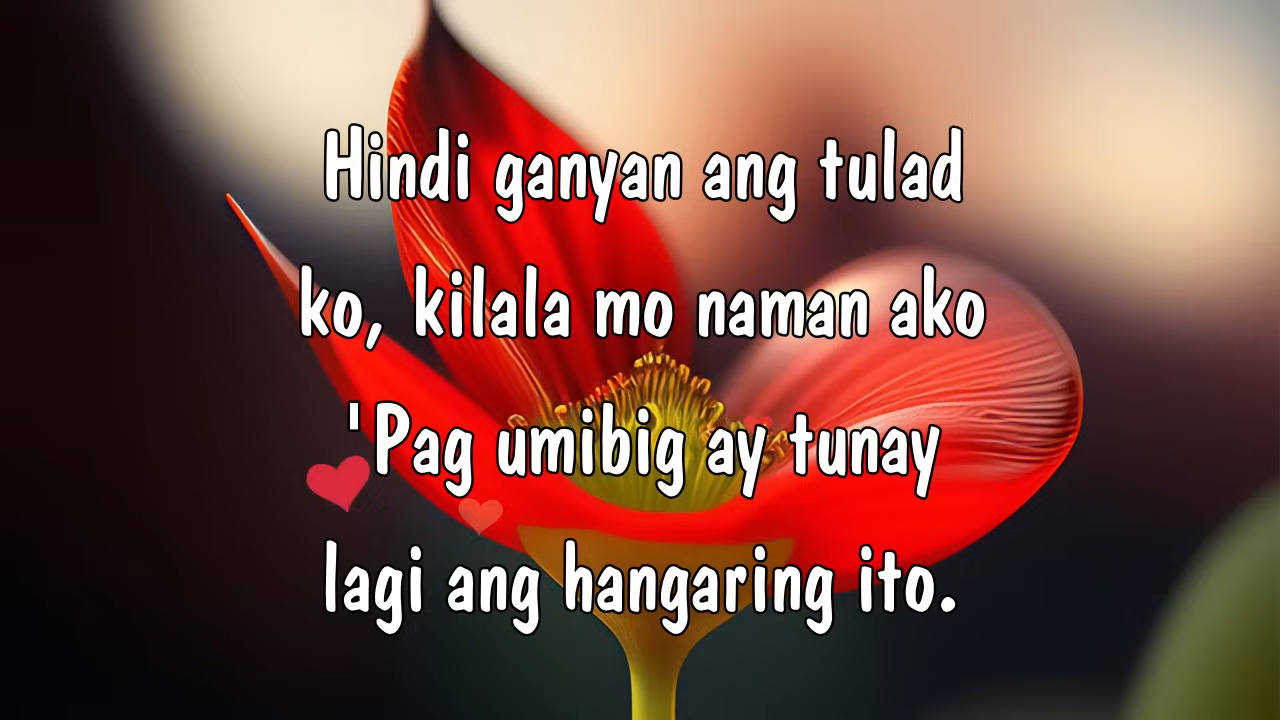 Hindi ganyan ang tulad
ko, kilala mo naman ako
'Pag umibig ay tunay
lagi ang hangaring ito.